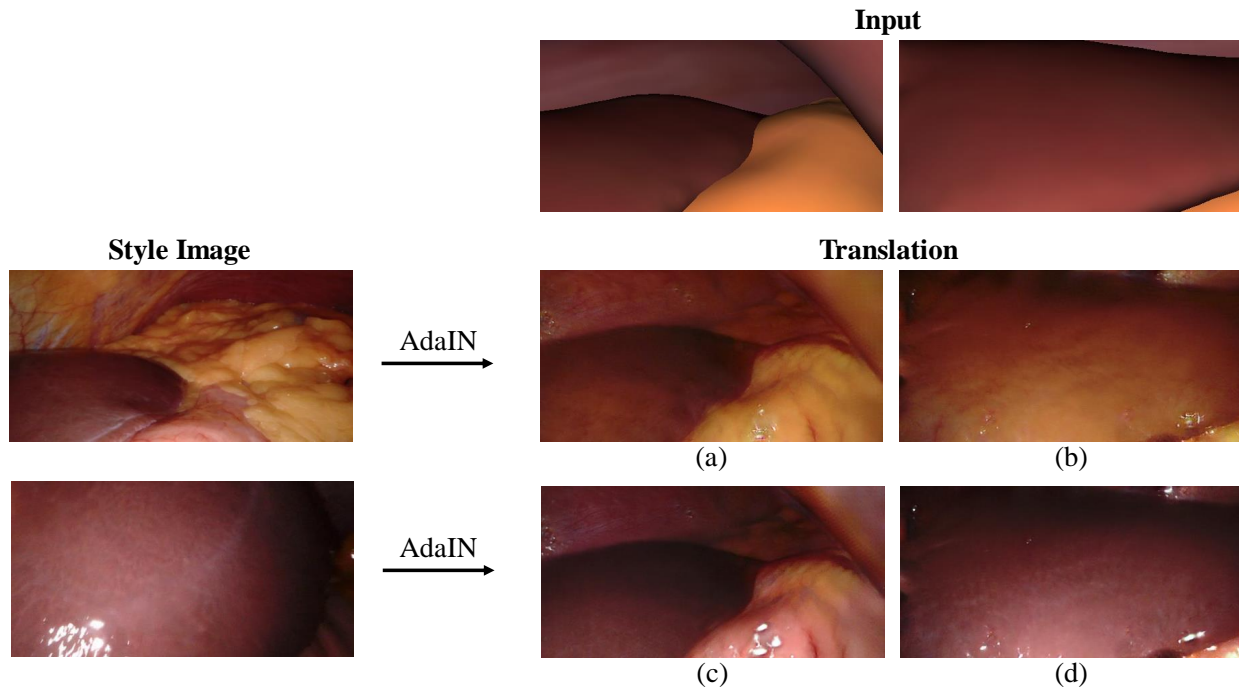 Input
Style Image
Translation
AdaIN
(a)
(b)
AdaIN
(c)
(d)